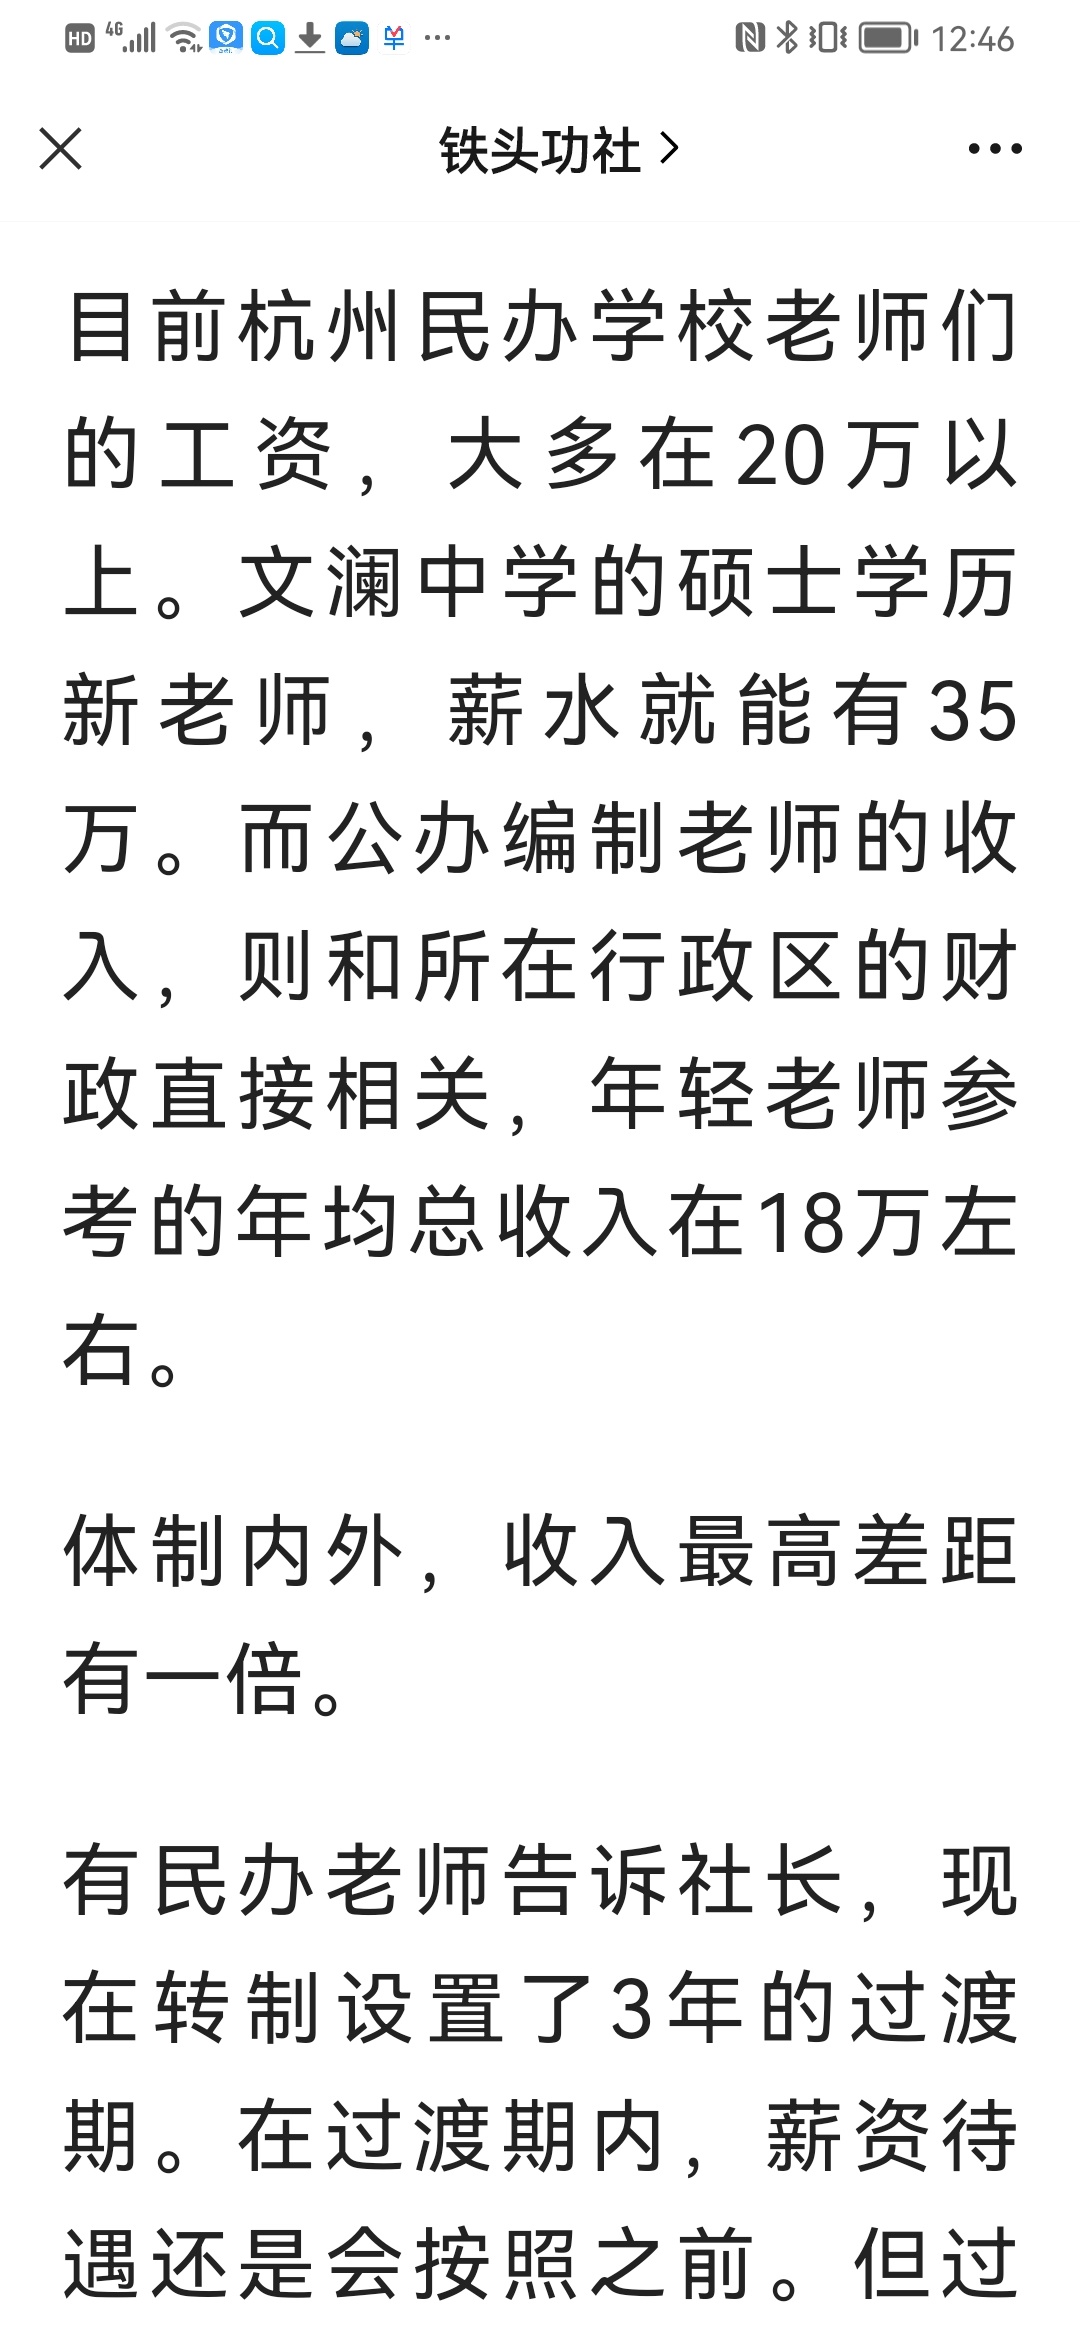 HD 4G 12:46
铁头功社
目前杭州民办学校老师们
的工资，大多在20万以
上。文澜中学的硕士学历
新老师，薪水就能有35
万。而公办编制老师的收
入，则和所在行政区的财
政直接相关，年轻老师参
考的年均总收入在18万左
右。
体制内外，收入最高差距
有一倍。
有民办老师告诉社长，现
在转制设置了3年的过渡
期。在过渡期内，薪资待
遇还是会按照之前。但过